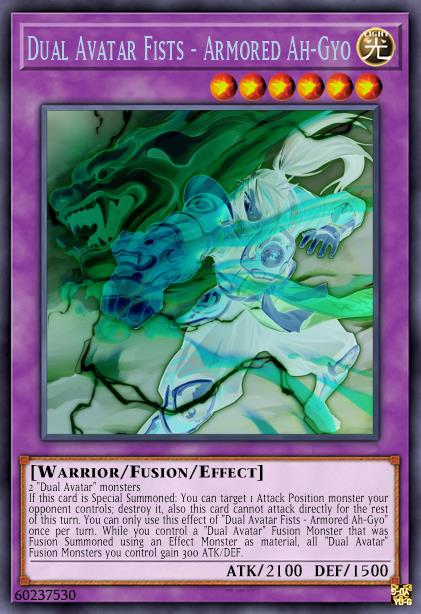 Dual Avatar Fists - Armored Ah-Gyo
LIGHT
光
[Warrior/Fusion/Effect]
2 "Dual Avatar" monsters
If this card is Special Summoned: You can target 1 Attack Position monster your
opponent controls; destroy it, also this card cannot attack directly for the rest
of this turn. You can only use this effect of "Dual Avatar Fists - Armored Ah-Gyo"
once per turn. While you control a "Dual Avatar" Fusion Monster that was
Fusion Summoned using an Effect Monster as material, all "Dual Avatar"
Fusion Monsters you control gain 300 ATK/DEF.
ATK/2100 DEF/1500
60237530